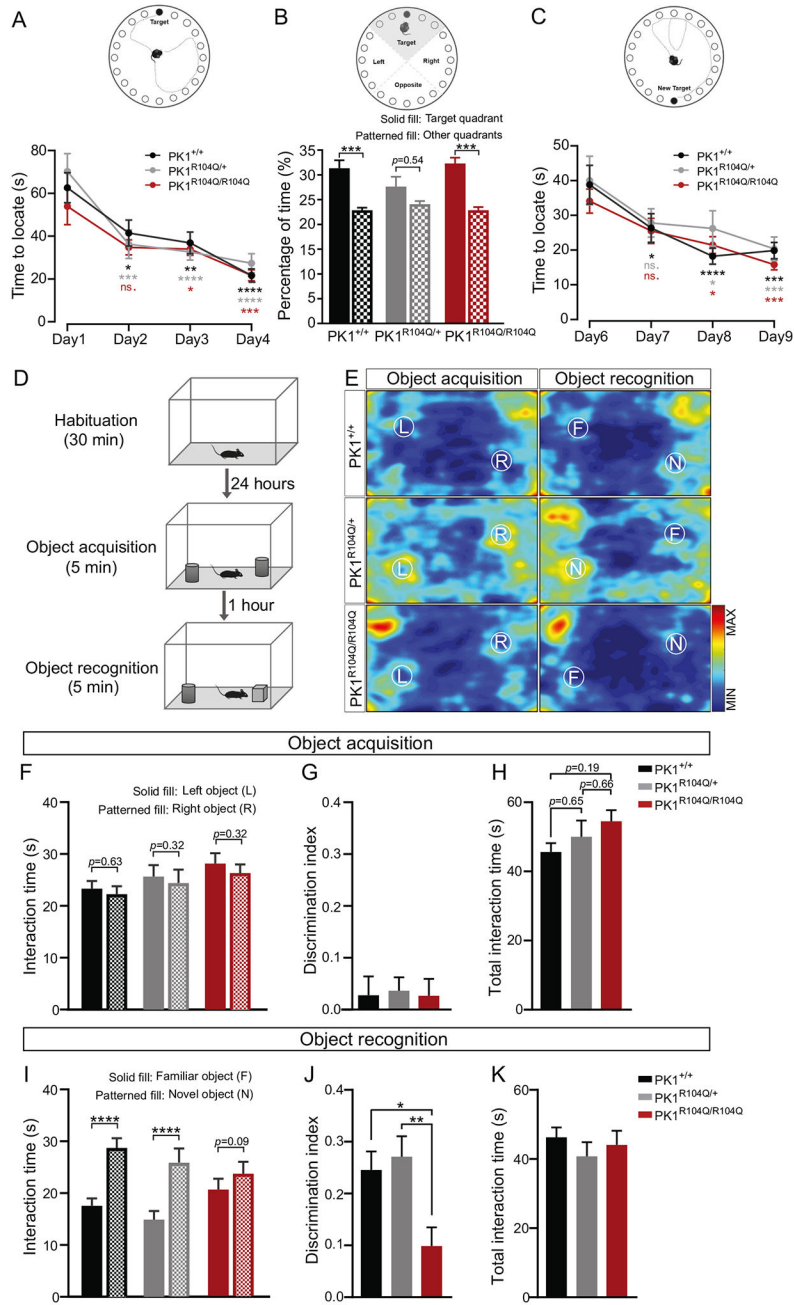 A
Target
Time to locate (s)
80
60
40
20
0
PK1+/+
PK1R104Q/+
PK1R104Q/R104Q
*
***
ns.
**
****
*
****
****
***
Day1
Day2
Day3
Day4
B
Target
Left
Right
Opposite
Solid fill: Target quadrant
Patterned fill: Other quadrants
Percentage of time (%)
35
30
25
20
15
10
5
0
***
p=0.54
***
PK1+/+
PK1R104Q/+
PK1R104Q/R104Q
C
New Target
Time to locate (s)
50
40
30
20
10
0
PK1+/+
PK1R104Q/+
PK1R104Q/R104Q
*
ns.
ns.
****
*
*
***
***
***
Day6
Day7
Day8
Day9
D
Habituation
(30 min)
24 hours
Object acquisition
(5 min)
1 hour
Object recognition
(5 min)
E
Object acquisition
Object recognition
PK1+/+
L
R
F
N
PK1R104Q/+
R
L
F
N
PK1R104Q/R104Q
R
L
N
F
MAX
MIN
Object acquisition
F
Solid fill: Left object (L)
Patterned fill: Right object (R)
Interaction time (s)
40
30
20
10
0
p=0.63
p=0.32
p=0.32
G
Discrimination index
0.4
0.3
0.2
0.1
0.0
H
Total interaction time (s)
60
40
20
0
p=0.19
p=0.66
p=0.65
PK1+/+
PK1R104Q/+
PK1R104Q/R104Q
Object recognition
I
Solid fill: Familiar object (F)
Patterned fill: Novel object (N)
Interaction time (s)
40
30
20
10
0
****
****
p=0.09
J
Discrimination index
0.4
0.3
0.2
0.1
0.0
*
**
K
Total interaction time (s)
60
40
20
0
PK1+/+
PK1R104Q/+
PK1R104Q/R104Q